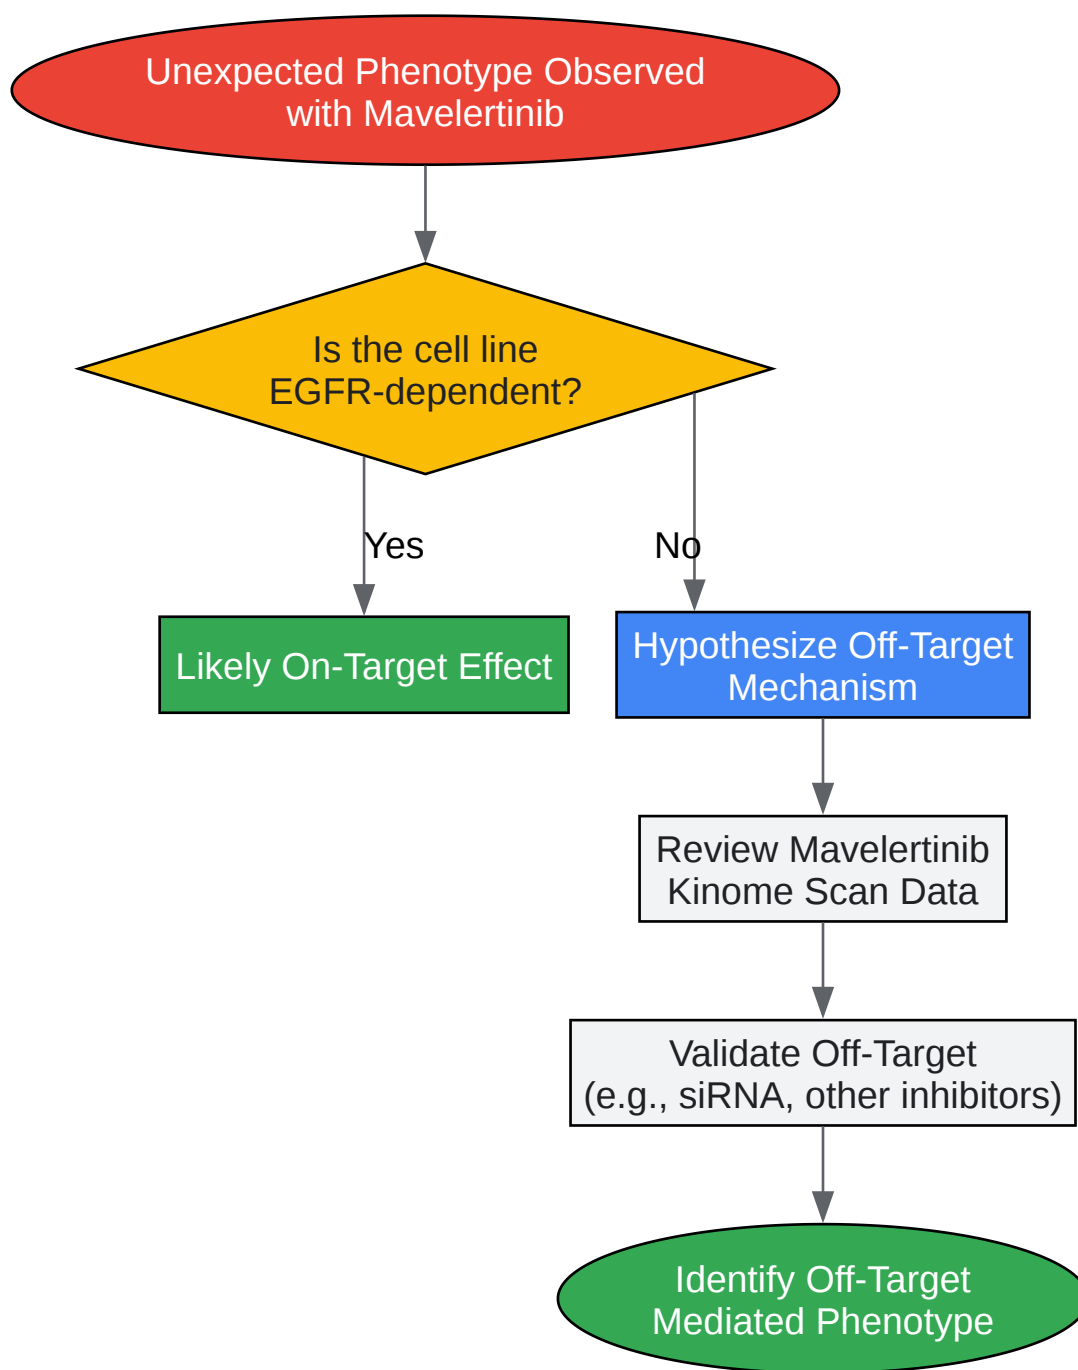 Unexpected Phenotype Observed
with Mavelertinib
Is the cell line
EGFR-dependent?
Yes
No
Likely On-Target Effect
Hypothesize Off-Target
Mechanism
Review Mavelertinib
Kinome Scan Data
Validate Off-Target
(e.g., siRNA, other inhibitors)
Identify Off-Target
Mediated Phenotype